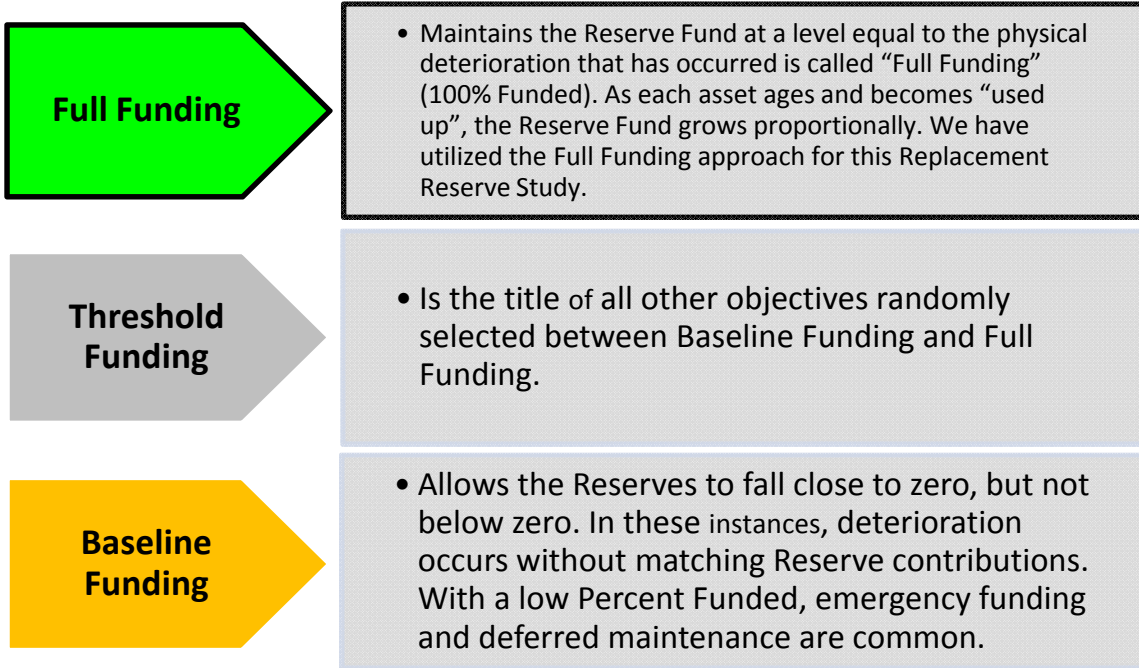 Full Funding
• Maintains the Reserve Fund at a level equal to the physical
deterioration that has occurred is called “Full Funding”
(100% Funded). As each asset ages and becomes “used
up”, the Reserve Fund grows proportionally. We have
utilized the Full Funding approach for this Replacement
Reserve Study.
Threshold
Funding
• Is the title of all other objectives randomly
selected between Baseline Funding and Full
Funding.
Baseline
Funding
• Allows the Reserves to fall close to zero, but not
below zero. In these instances, deterioration
occurs without matching Reserve contributions.
With a low Percent Funded, emergency funding
and deferred maintenance are common.